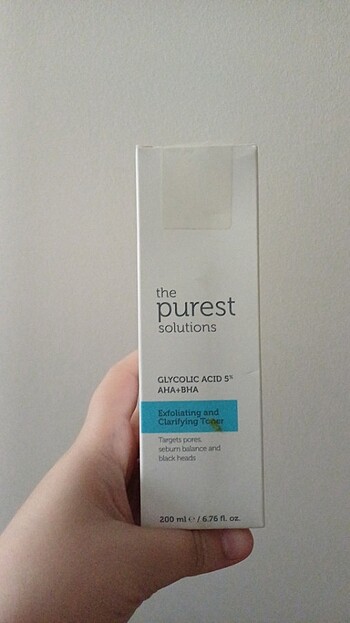 the
purest
solutions
GLYCOLIC ACID 5%
AHA+BHA
Exfoliating and
Clarifying Toner
Targets pores,
sebum balance and
black heads
200 ml ℮ / 6.76 fl. oz.